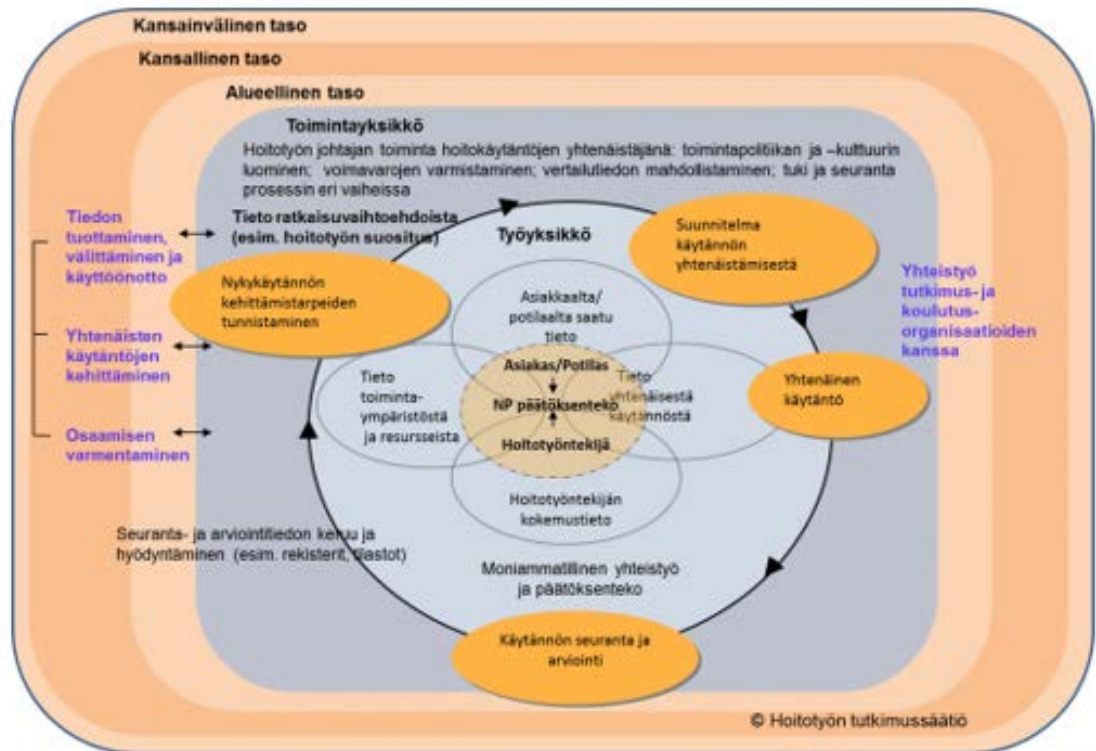 Kansainvälinen taso
Kansallinen taso
Alueellinen taso
Toimintayksikkö
Hoitotyön johtajan toiminta hoitokäytäntöjen yhtenäistäjänä: toimintapolitiikan ja –kulttuurin
luominen; voimavarojen varmistaminen; vertailutiedon mahdollistaminen; tuki ja seuranta
prosessin eri vaiheissa
Tiedon
tuottaminen,
välittäminen ja
käyttöönotto
Yhtenäisten
käytäntöjen
kehittäminen
Osaamisen
varmentaminen
Tieto ratkaisuvaihtoehdoista
(esim. hoitotyön suositus)
Nykykäytännön
kehittämistarpeiden
tunnistaminen
Työyksikkö
Suunnitelma
käytännön
yhtenäistämisestä
Yhteistyö
tutkimus- ja
koulutus-
organisaatioiden
kanssa
Asiakkaalta/
potilaalta saatu
tieto
Tieto
toiminta-
ympäristöstä
ja resursseista
Asiakas/Potilas
NP päätöksenteko
Hoitotyöntekijä
Tieto
yhtenäisestä
käytännöstä
Yhtenäinen
käytäntö
Hoitotyöntekijän
kokemustieto
Seuranta- ja arviointitiedon keruu ja
hyödyntäminen (esim. rekisterit, tilastot)
Moniammatillinen yhteistyö
ja päätöksenteko
Käytännön seuranta ja
arviointi
© Hoitotyön tutkimussäätiö